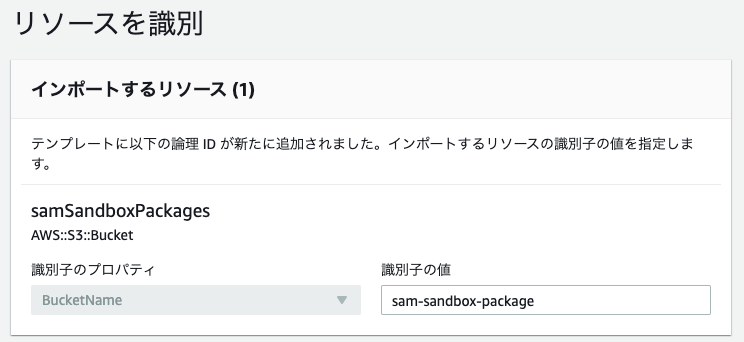 リソースを識別
インポートするリソース (1)
テンプレートに以下の論理 ID が新たに追加されました。インポートするリソースの識別子の値を指定しま
す。
samSandboxPackages
AWS::S3::Bucket
識別子のプロパティ
識別子の値
BucketName
sam-sandbox-package